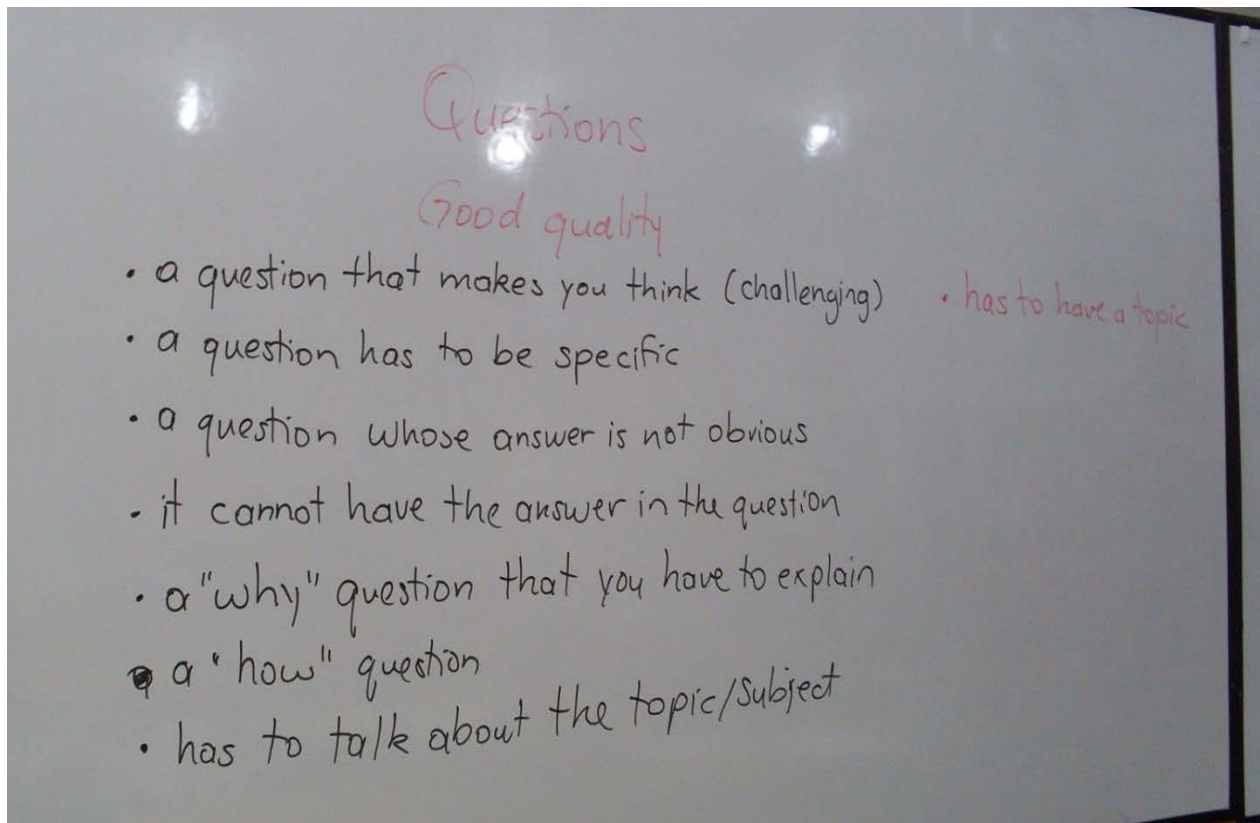 Questions
Good quality
• a question that makes you think (challenging)
• has to have a topic
• a question has to be specific
• a question whose answer is not obvious
• it cannot have the answer in the question
• a "why" question that you have to explain
• a "how" question
• has to talk about the topic/subject